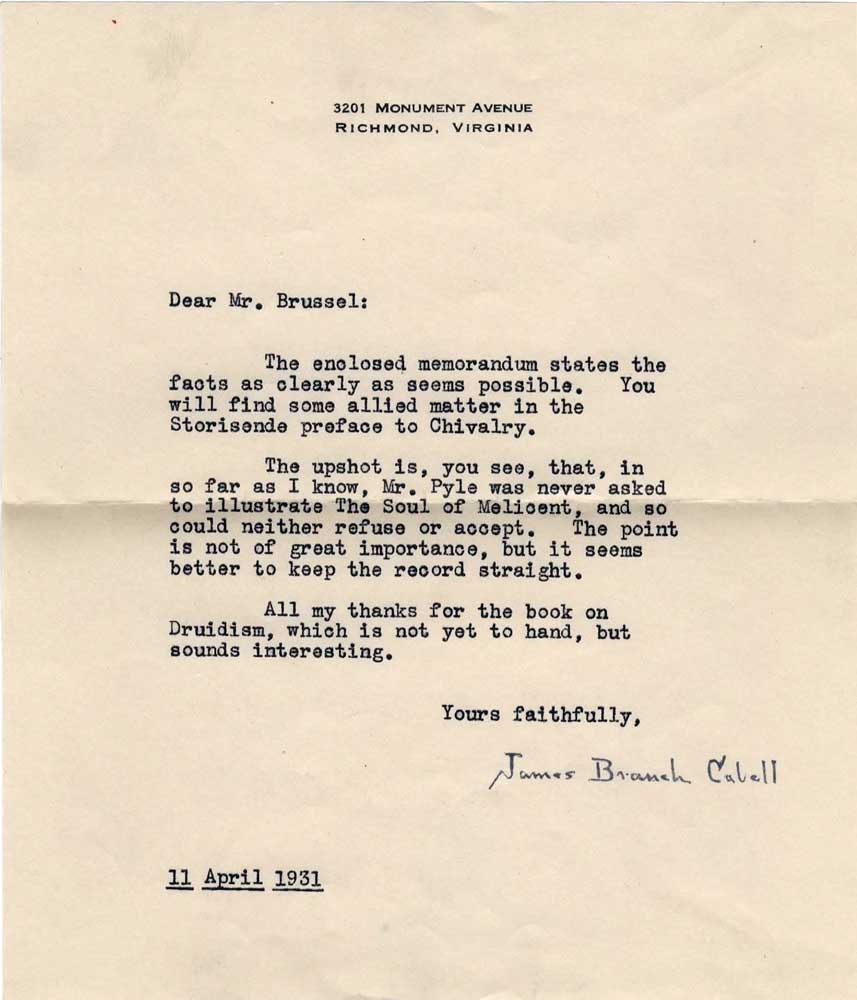 3201 MONUMENT AVENUE
RICHMOND, VIRGINIA
Dear Mr. Brussel:
The enclosed memorandum states the
facts as clearly as seems possible. You
will find some allied matter in the
Storisende preface to Chivalry.
The upshot is, you see, that, in
so far as I know, Mr. Pyle was never asked
to illustrate The Soul of Melicent, and so
could neither refuse or accept. The point
is not of great importance, but it seems
better to keep the record straight.
All my thanks for the book on
Druidism, which is not yet to hand, but
sounds interesting.
Yours faithfully,
James Branch Cabell
11 April 1931